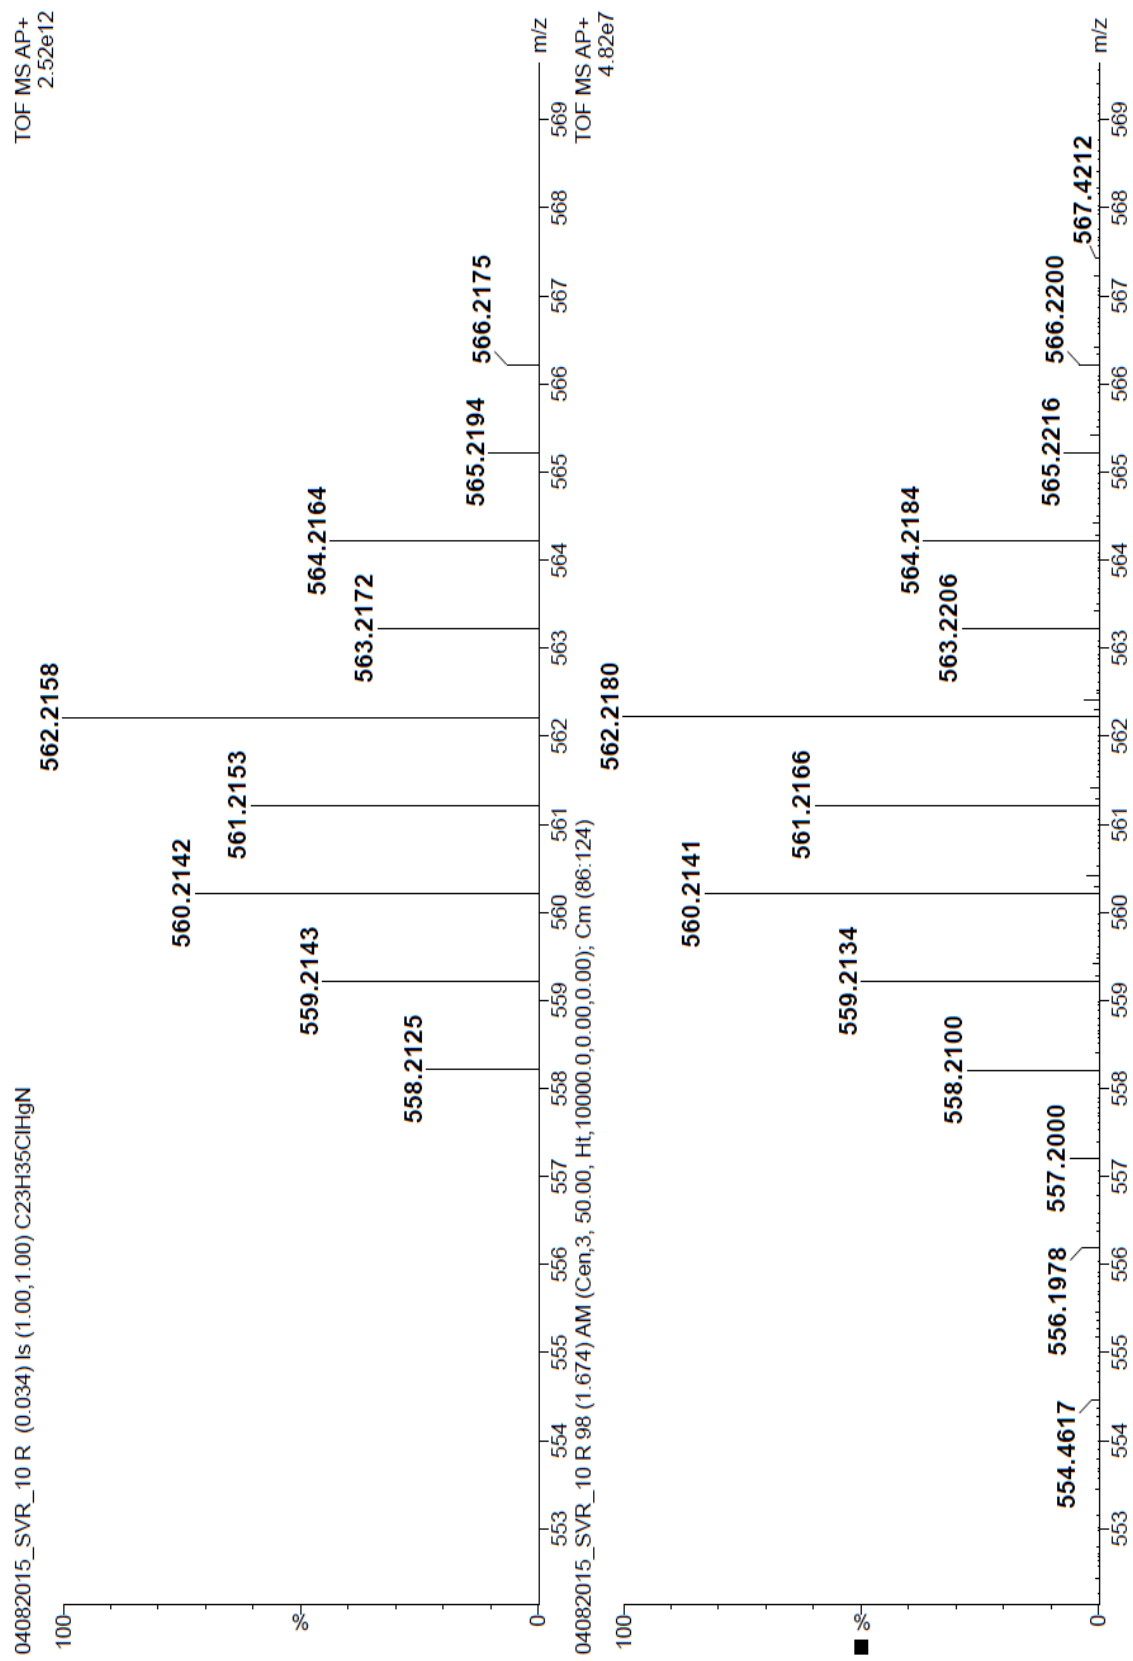 04082015_SVR_10 R (0.034) Is (1.00,1.00) C23H35ClHgN
TOF MS AP+
2.52e12
100
%
0
558.2125
559.2143
560.2142
561.2153
562.2158
563.2172
564.2164
565.2194
566.2175
m/z
553 554 555 556 557 558 559 560 561 562 563 564 565 566 567 568 569
04082015_SVR_10 R 98 (1.674) AM (Cen,3, 50.00, Ht,10000.0,0.00,0.00); Cm (86:124)
TOF MS AP+
4.82e7
100
%
0
554.4617
556.1978
557.2000
558.2100
559.2134
560.2141
561.2166
562.2180
563.2206
564.2184
565.2216
566.2200
567.4212
m/z
553 554 555 556 557 558 559 560 561 562 563 564 565 566 567 568 569